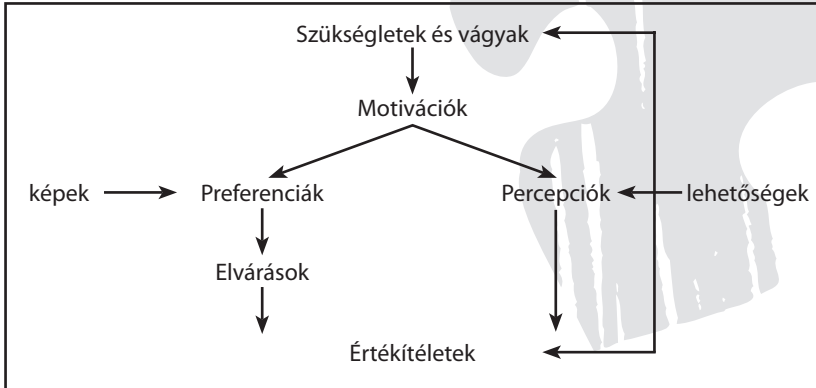 Szükségletek és vágyak
Motivációk
képek Preferenciák Percepciók lehetőségek
Elvárások
Értékítéletek